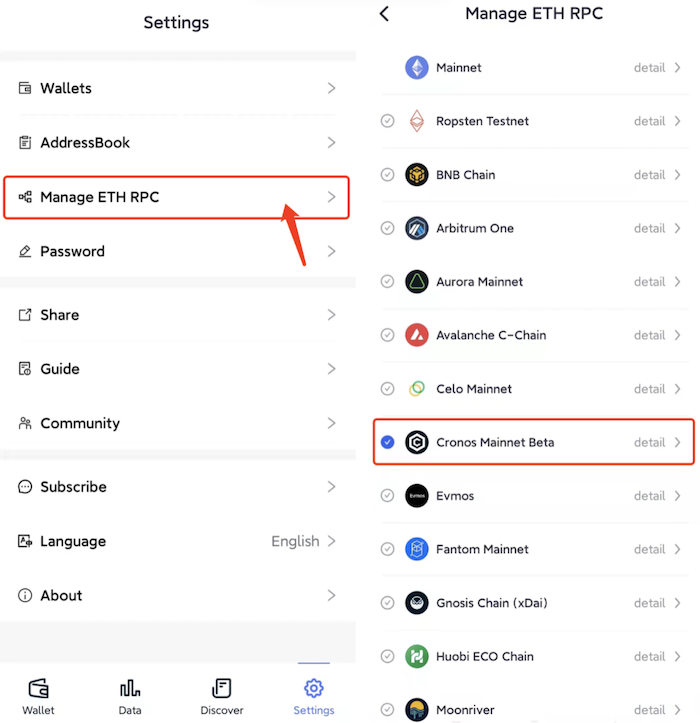 Settings
Wallets
AddressBook
Manage ETH RPC
Password
Share
Guide
Community
Subscribe
Language English
About
Wallet Data Discover Settings
Manage ETH RPC
Mainnet detail
Ropsten Testnet detail
BNB Chain detail
Arbitrum One detail
Aurora Mainnet detail
Avalanche C-Chain detail
Celo Mainnet detail
Cronos Mainnet Beta detail
Evmos Evmos detail
Fantom Mainnet detail
Gnosis Chain (xDai) detail
Huobi ECO Chain detail
Moonriver detail